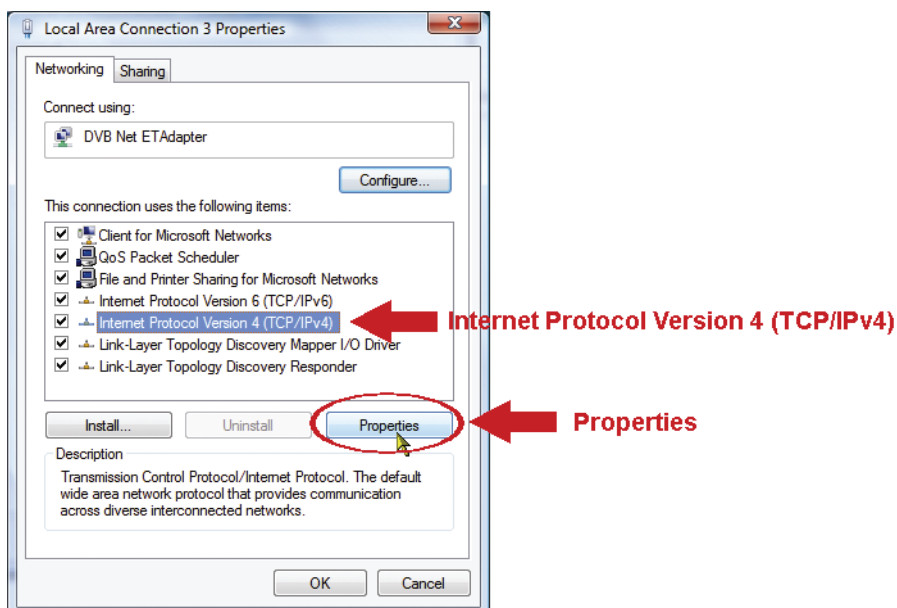 Local Area Connection 3 Properties
Networking
Sharing
Connect using:
DVB Net ETAdapter
Configure...
This connection uses the following items:
Client for Microsoft Networks
QoS Packet Scheduler
File and Printer Sharing for Microsoft Networks
Internet Protocol Version 6 (TCP/IPv6)
Internet Protocol Version 4 (TCP/IPv4)
Internet Protocol Version 4 (TCP/IPv4)
Link-Layer Topology Discovery Mapper I/O Driver
Link-Layer Topology Discovery Responder
Install...
Uninstall
Properties
Properties
Description
Transmission Control Protocol/Internet Protocol. The default
wide area network protocol that provides communication
across diverse interconnected networks.
OK
Cancel